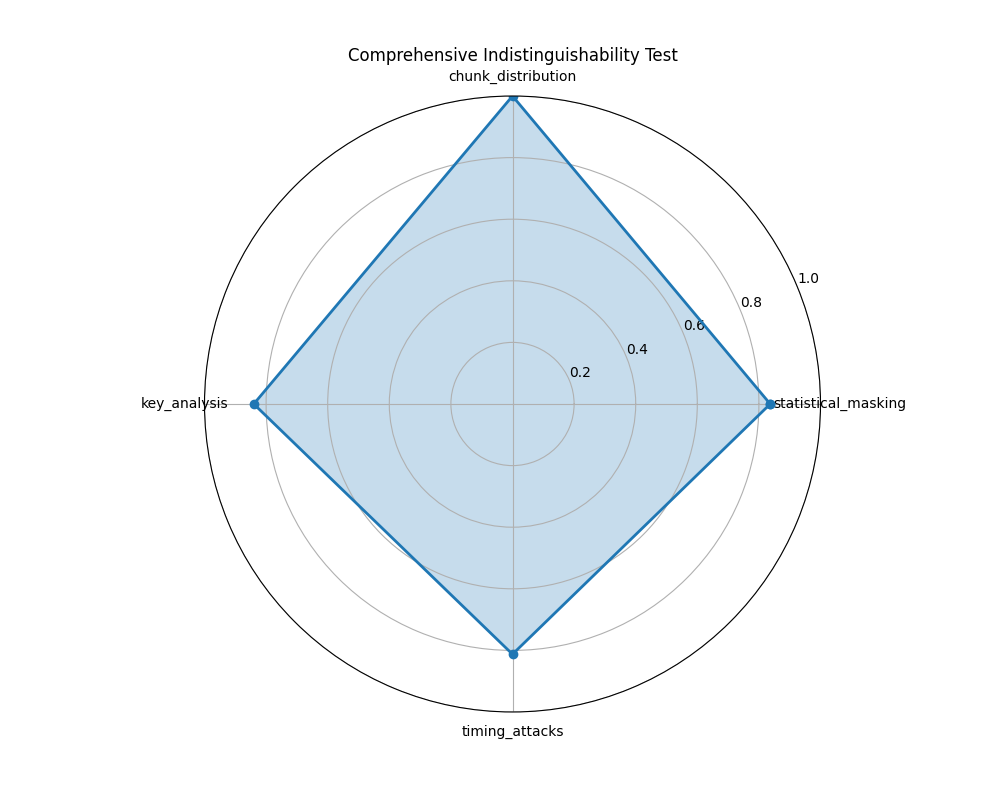 Comprehensive Indistinguishability Test
chunk_distribution
1.0
0.8
0.6
0.4
0.2
key_analysis
statistical_masking
timing_attacks